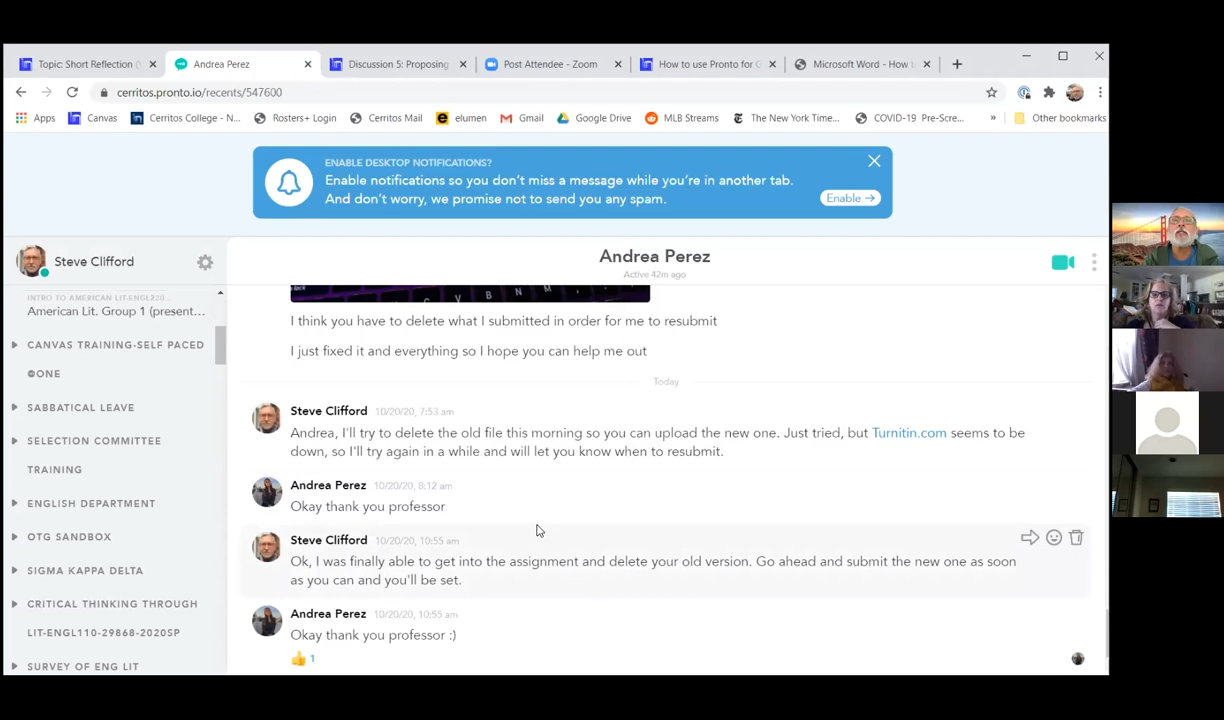 Topic: Short Reflection (
Andrea Perez
Discussion 5: Proposing
Post Attendee - Zoom
How to use Pronto for
Microsoft Word - How
cerritos.pronto.io/recents/547600
Apps
Canvas
Cerritos College - N...
Rosters+ Login
Cerritos Mail
elumen
Gmail
Google Drive
MLB Streams
The New York Time...
COVID-19 Pre-Scre...
»
Other bookmarks
ENABLE DESKTOP NOTIFICATIONS?
Enable notifications so you don't miss a message while you're in another tab.
And don't worry, we promise not to send you any spam.
Enable →
Steve Clifford
Andrea Perez
Active 42m ago
INTRO TO AMERICAN LIT-ENGL220...
American Lit. Group 1 (present...
CANVAS TRAINING-SELF PACED
@ONE
SABBATICAL LEAVE
SELECTION COMMITTEE
TRAINING
ENGLISH DEPARTMENT
OTG SANDBOX
SIGMA KAPPA DELTA
CRITICAL THINKING THROUGH
LIT-ENGL110-29868-2020SP
SURVEY OF ENG LIT
C V B N M
I think you have to delete what I submitted in order for me to resubmit
I just fixed it and everything so I hope you can help me out
Today
Steve Clifford 10/20/20, 7:53 am
Andrea, I'll try to delete the old file this morning so you can upload the new one. Just tried, but Turnitin.com seems to be
down, so I'll try again in a while and will let you know when to resubmit.
Andrea Perez 10/20/20, 8:12 am
Okay thank you professor
Steve Clifford 10/20/20, 10:55 am
Ok, I was finally able to get into the assignment and delete your old version. Go ahead and submit the new one as soon
as you can and you'll be set.
Andrea Perez 10/20/20, 10:55 am
Okay thank you professor :)
👍 1